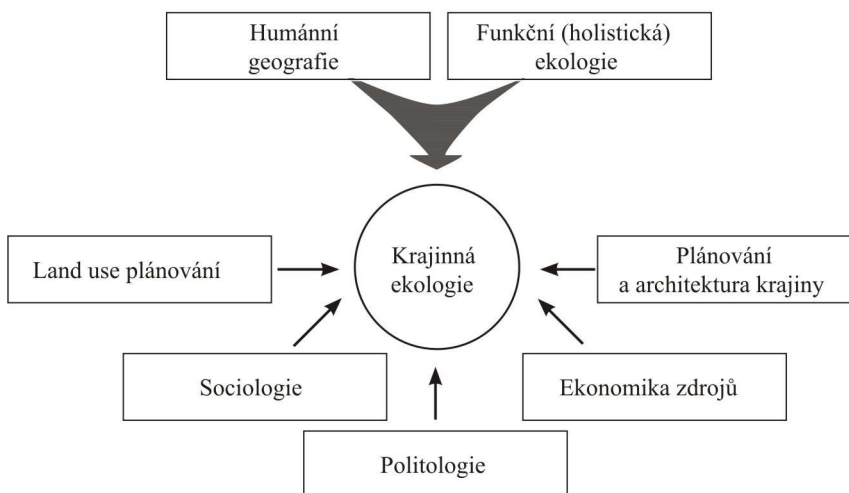 Humánní
geografie
Funkční (holistická)
ekologie
Land use plánování
Krajinná
ekologie
Plánování
a architektura krajiny
Sociologie
Ekonomika zdrojů
Politologie